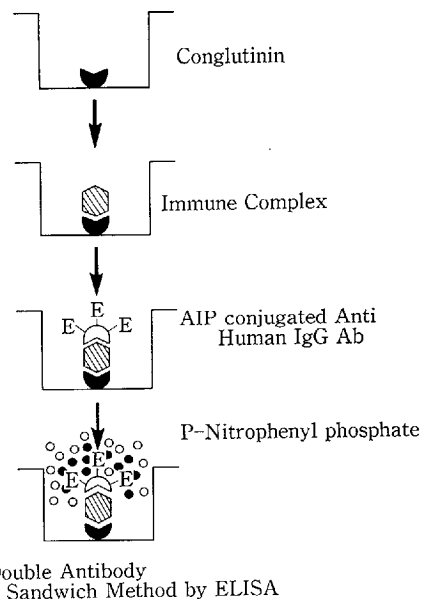 Conglutinin
Immune Complex
E
E E
AIP conjugated Anti
Human IgG Ab
P-Nitrophenyl phosphate
E
E E
ouble Antibody
Sandwich Method by ELISA